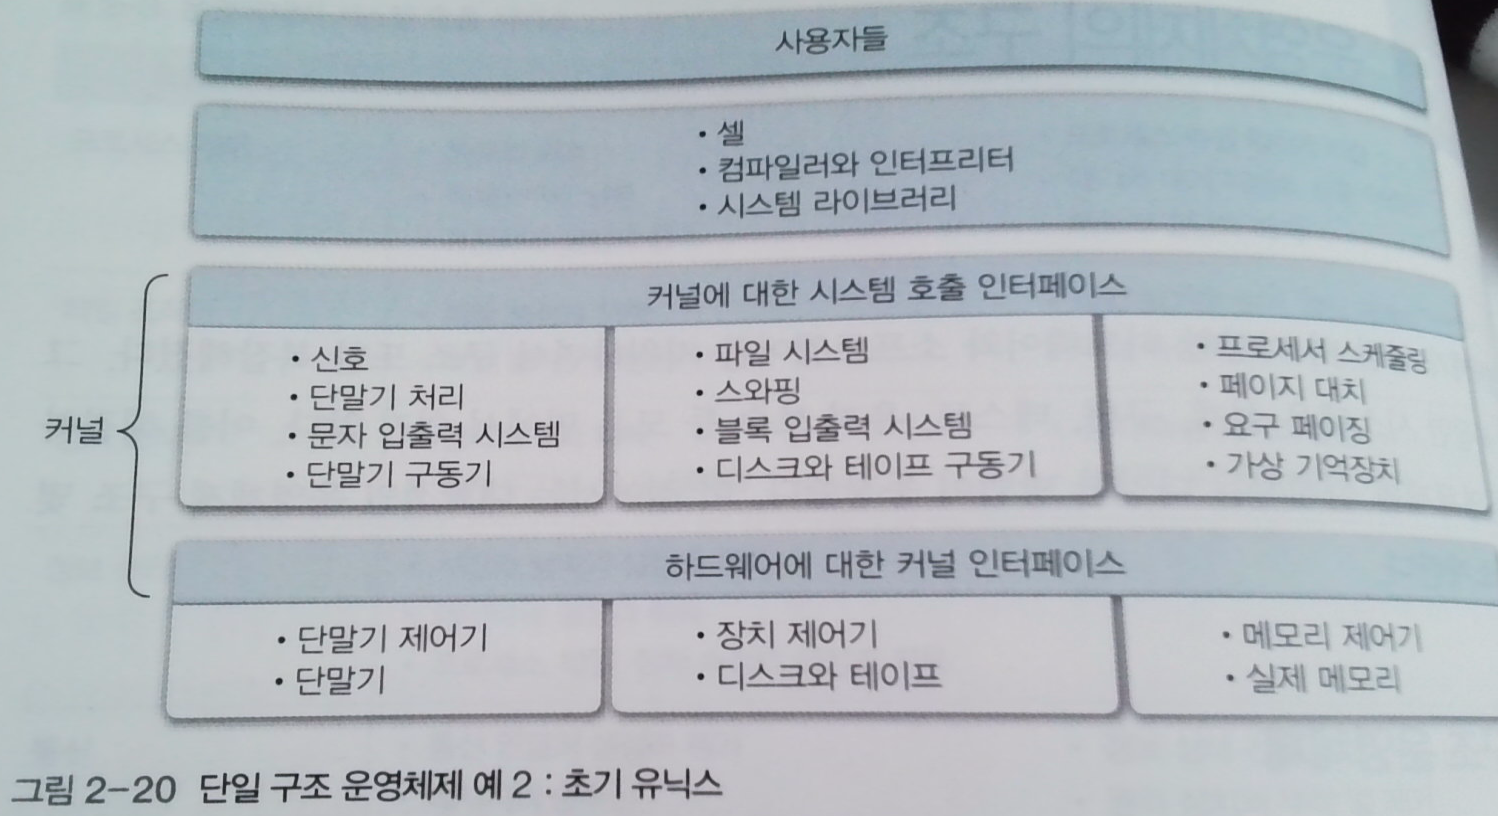 사용자들
• 셸
• 컴파일러와 인터프리터
• 시스템 라이브러리
커널에 대한 시스템 호출 인터페이스
• 신호
• 단말기 처리
• 문자 입출력 시스템
• 단말기 구동기
• 파일 시스템
• 스와핑
• 블록 입출력 시스템
• 디스크와 테이프 구동기
• 프로세서 스케줄링
• 페이지 대치
• 요구 페이징
• 가상 기억장치
커널
하드웨어에 대한 커널 인터페이스
• 단말기 제어기
• 단말기
• 장치 제어기
• 디스크와 테이프
• 메모리 제어기
• 실제 메모리
그림 2-20 단일 구조 운영체제 예 2 : 초기 유닉스